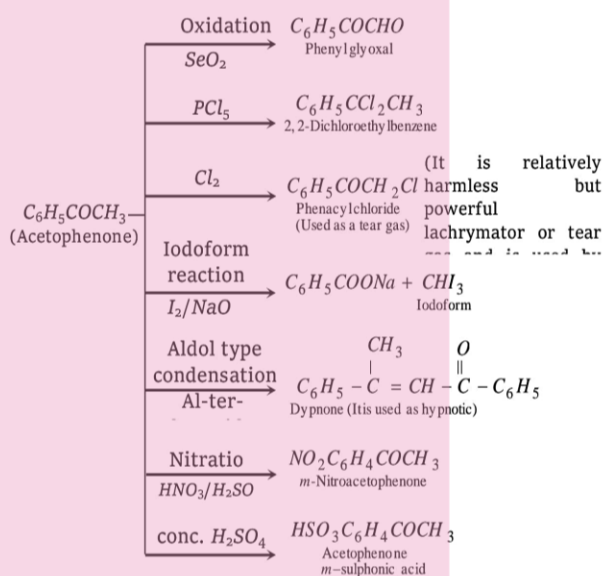 Oxidation C₆H₅COCHO
SeO₂ Phenylglyoxal
PCl₅ C₆H₅CCl₂CH₃
2, 2-Dichloroethylbenzene
(It is relatively
Cl₂ C₆H₅COCH₂Cl harmless but
C₆H₅COCH₃ Phenacylchloride powerful
(Acetophenone) (Used as a tear gas) lachrymator or tear
Iodoform
reaction C₆H₅COONa + CHI₃
I₂/NaO Iodoform
Aldol type CH₃ O
condensation C₆H₅ – C = CH – C – C₆H₅
Al-ter- Dypnone (Itis used as hypnotic)
Nitratio NO₂C₆H₄COCH₃
HNO₃/H₂SO m-Nitroacetophenone
conc. H₂SO₄ HSO₃C₆H₄COCH₃
Acetophenone
m–sulphonic acid